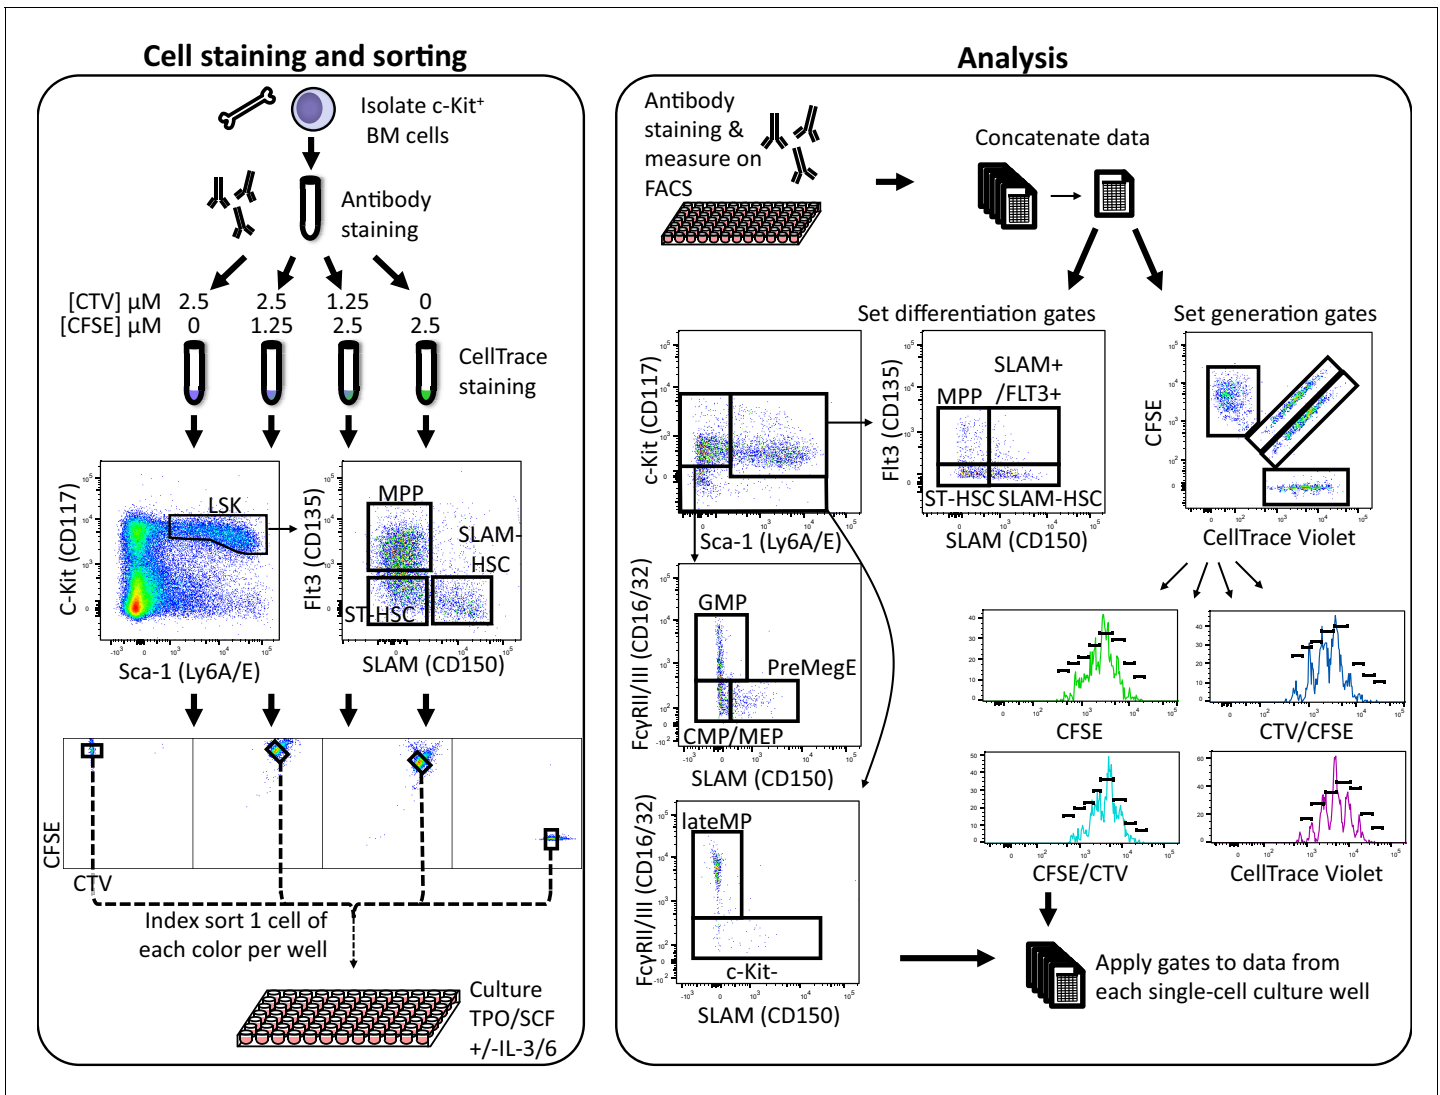 Cell staining and sorting
Isolate c-Kit+
BM cells
Antibody
staining
[CTV] μM 2.5 2.5 1.25 0
[CFSE] μM 0 1.25 2.5 2.5
CellTrace
staining
C-Kit (CD117)
LSK
Sca-1 (Ly6A/E)
Flt3 (CD135)
MPP
SLAM-
HSC
ST-HSC
SLAM (CD150)
CFSE
CTV
Index sort 1 cell of
each color per well
Culture
TPO/SCF
+/-IL-3/6
Analysis
Antibody
staining &
measure on
FACS
Concatenate data
Set differentiation gates
Set generation gates
c-Kit (CD117)
Sca-1 (Ly6A/E)
Flt3 (CD135)
MPP
SLAM+
/FLT3+
ST-HSC
SLAM-HSC
SLAM (CD150)
CFSE
CellTrace Violet
FcγRII/III (CD16/32)
GMP
PreMegE
CMP/MEP
SLAM (CD150)
FcγRII/III (CD16/32)
lateMP
c-Kit-
SLAM (CD150)
CFSE
CTV/CFSE
CFSE/CTV
CellTrace Violet
Apply gates to data from
each single-cell culture well